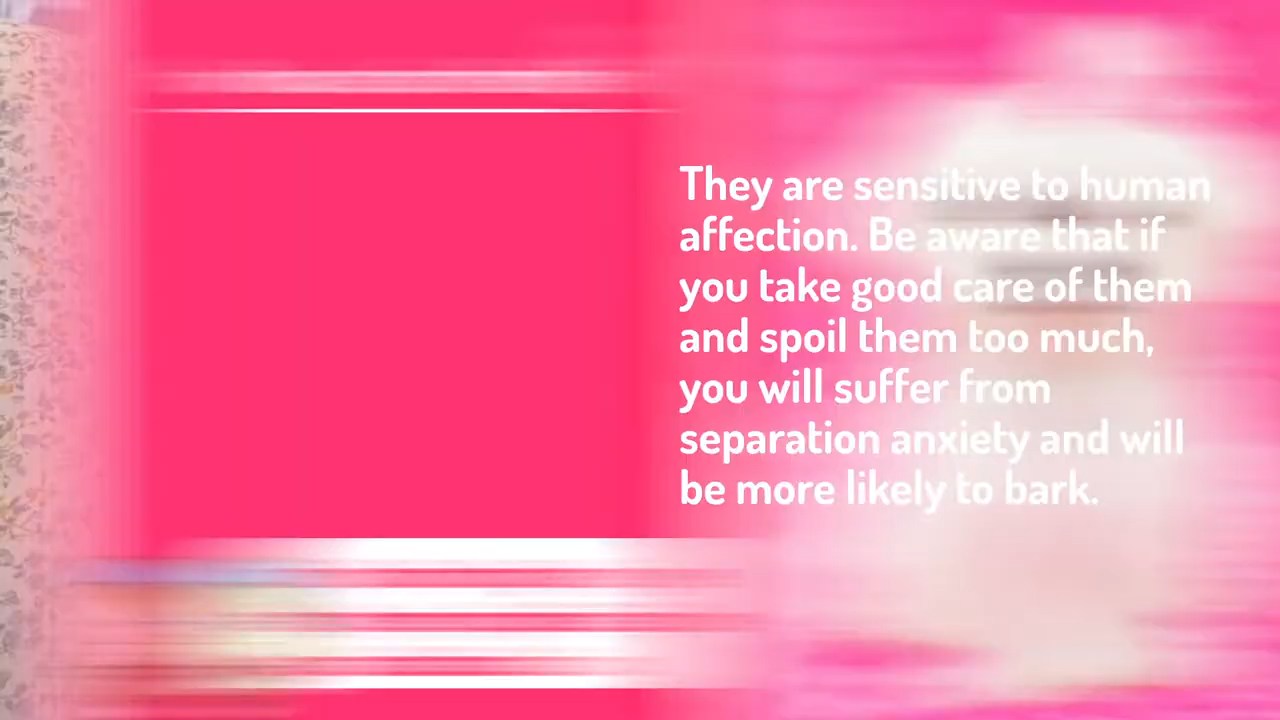 They are sensitive to human
affection. Be aware that if
you take good care of them
and spoil them too much,
you will suffer from
separation anxiety and will
be more likely to bark.